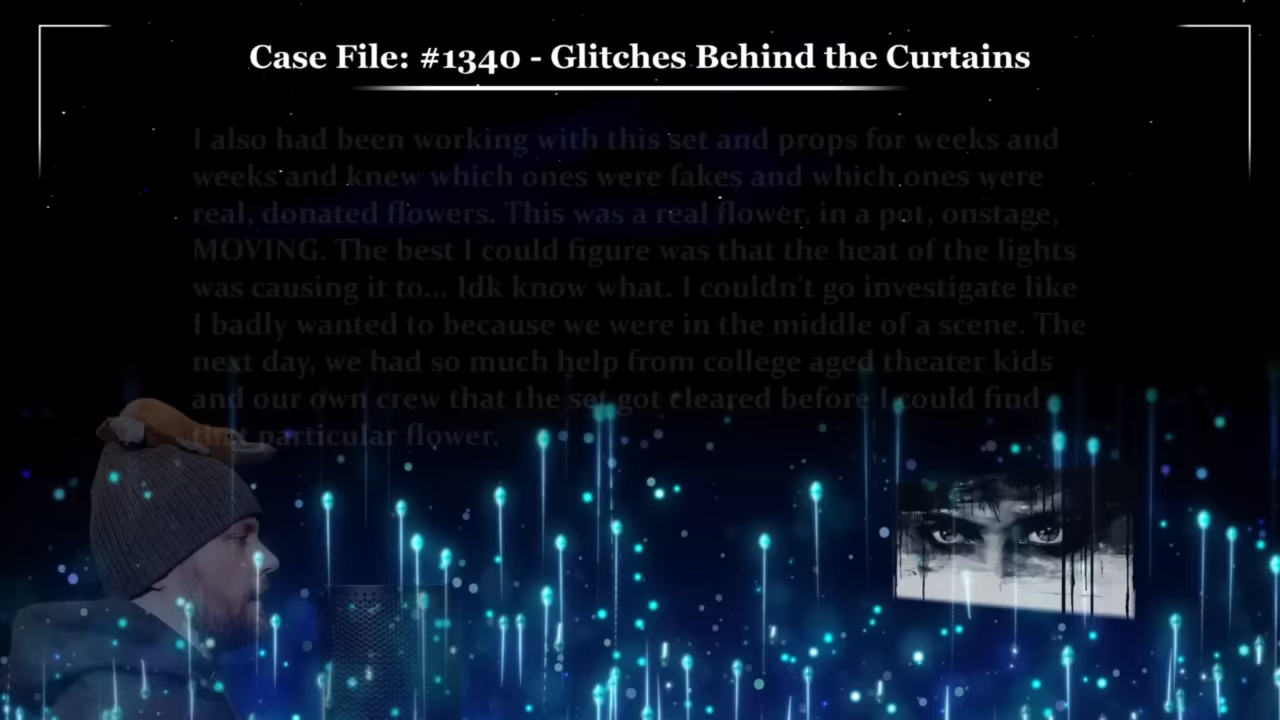 Case File: #1340 - Glitches Behind the Curtains
I also had been working with this set and props for weeks and
weeks and knew which ones were fakes and which ones were
real, donated flowers. This was a real flower, in a pot, onstage,
MOVING. The best I could figure was that the heat of the lights
was causing it to... Idk know what. I couldn't go investigate like
I badly wanted to because we were in the middle of a scene. The
next day, we had so much help from college aged theater kids
and our own crew that the set got cleared before I could find
that particular flower.